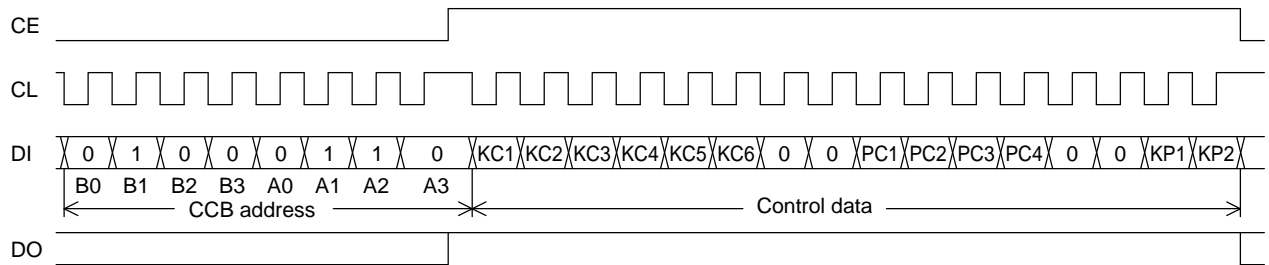 CE
CL
DI 0 1 0 0 0 1 1 0 KC1 KC2 KC3 KC4 KC5 KC6 0 0 PC1 PC2 PC3 PC4 0 0 KP1 KP2
B0 B1 B2 B3 A0 A1 A2 A3
CCB address Control data
DO